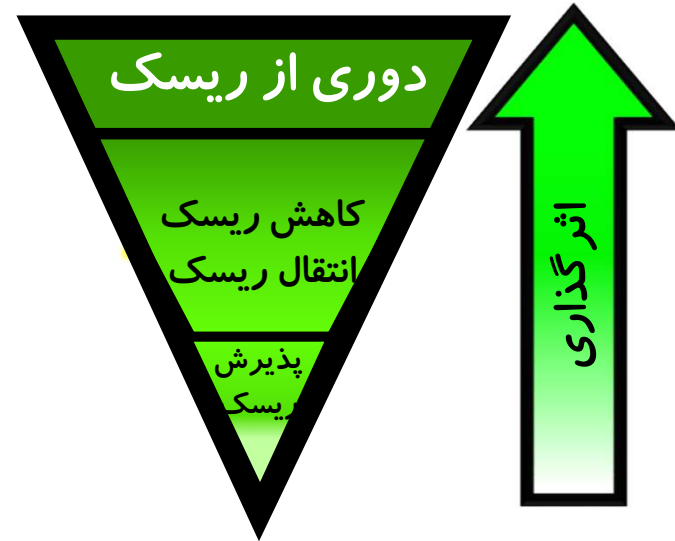 دوری از ریسک
کاهش ریسک
انتقال ریسک
پذیرش
ریسک
اثر گذاری